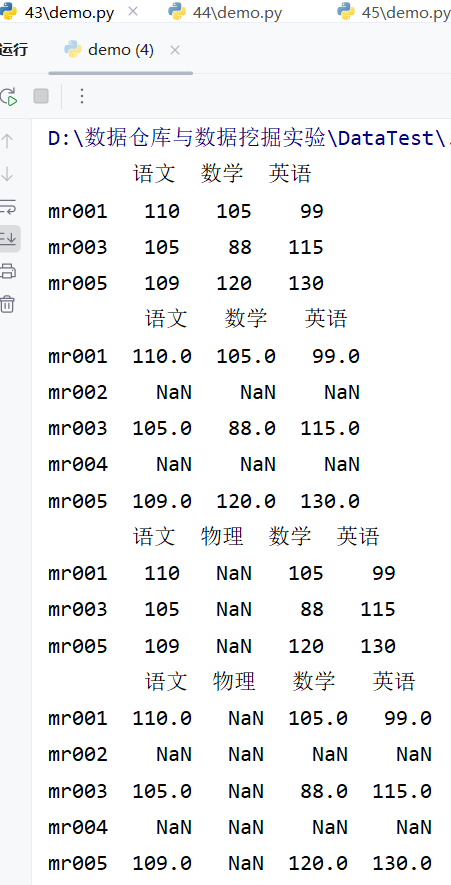 43\demo.py 44\demo.py 45\demo.py
运行 demo (4)
D:\数据仓库与数据挖掘实验\DataTest\.
语文 数学 英语
mr001 110 105 99
mr003 105 88 115
mr005 109 120 130
语文 数学 英语
mr001 110.0 105.0 99.0
mr002 NaN NaN NaN
mr003 105.0 88.0 115.0
mr004 NaN NaN NaN
mr005 109.0 120.0 130.0
语文 物理 数学 英语
mr001 110 NaN 105 99
mr003 105 NaN 88 115
mr005 109 NaN 120 130
语文 物理 数学 英语
mr001 110.0 NaN 105.0 99.0
mr002 NaN NaN NaN NaN
mr003 105.0 NaN 88.0 115.0
mr004 NaN NaN NaN NaN
mr005 109.0 NaN 120.0 130.0